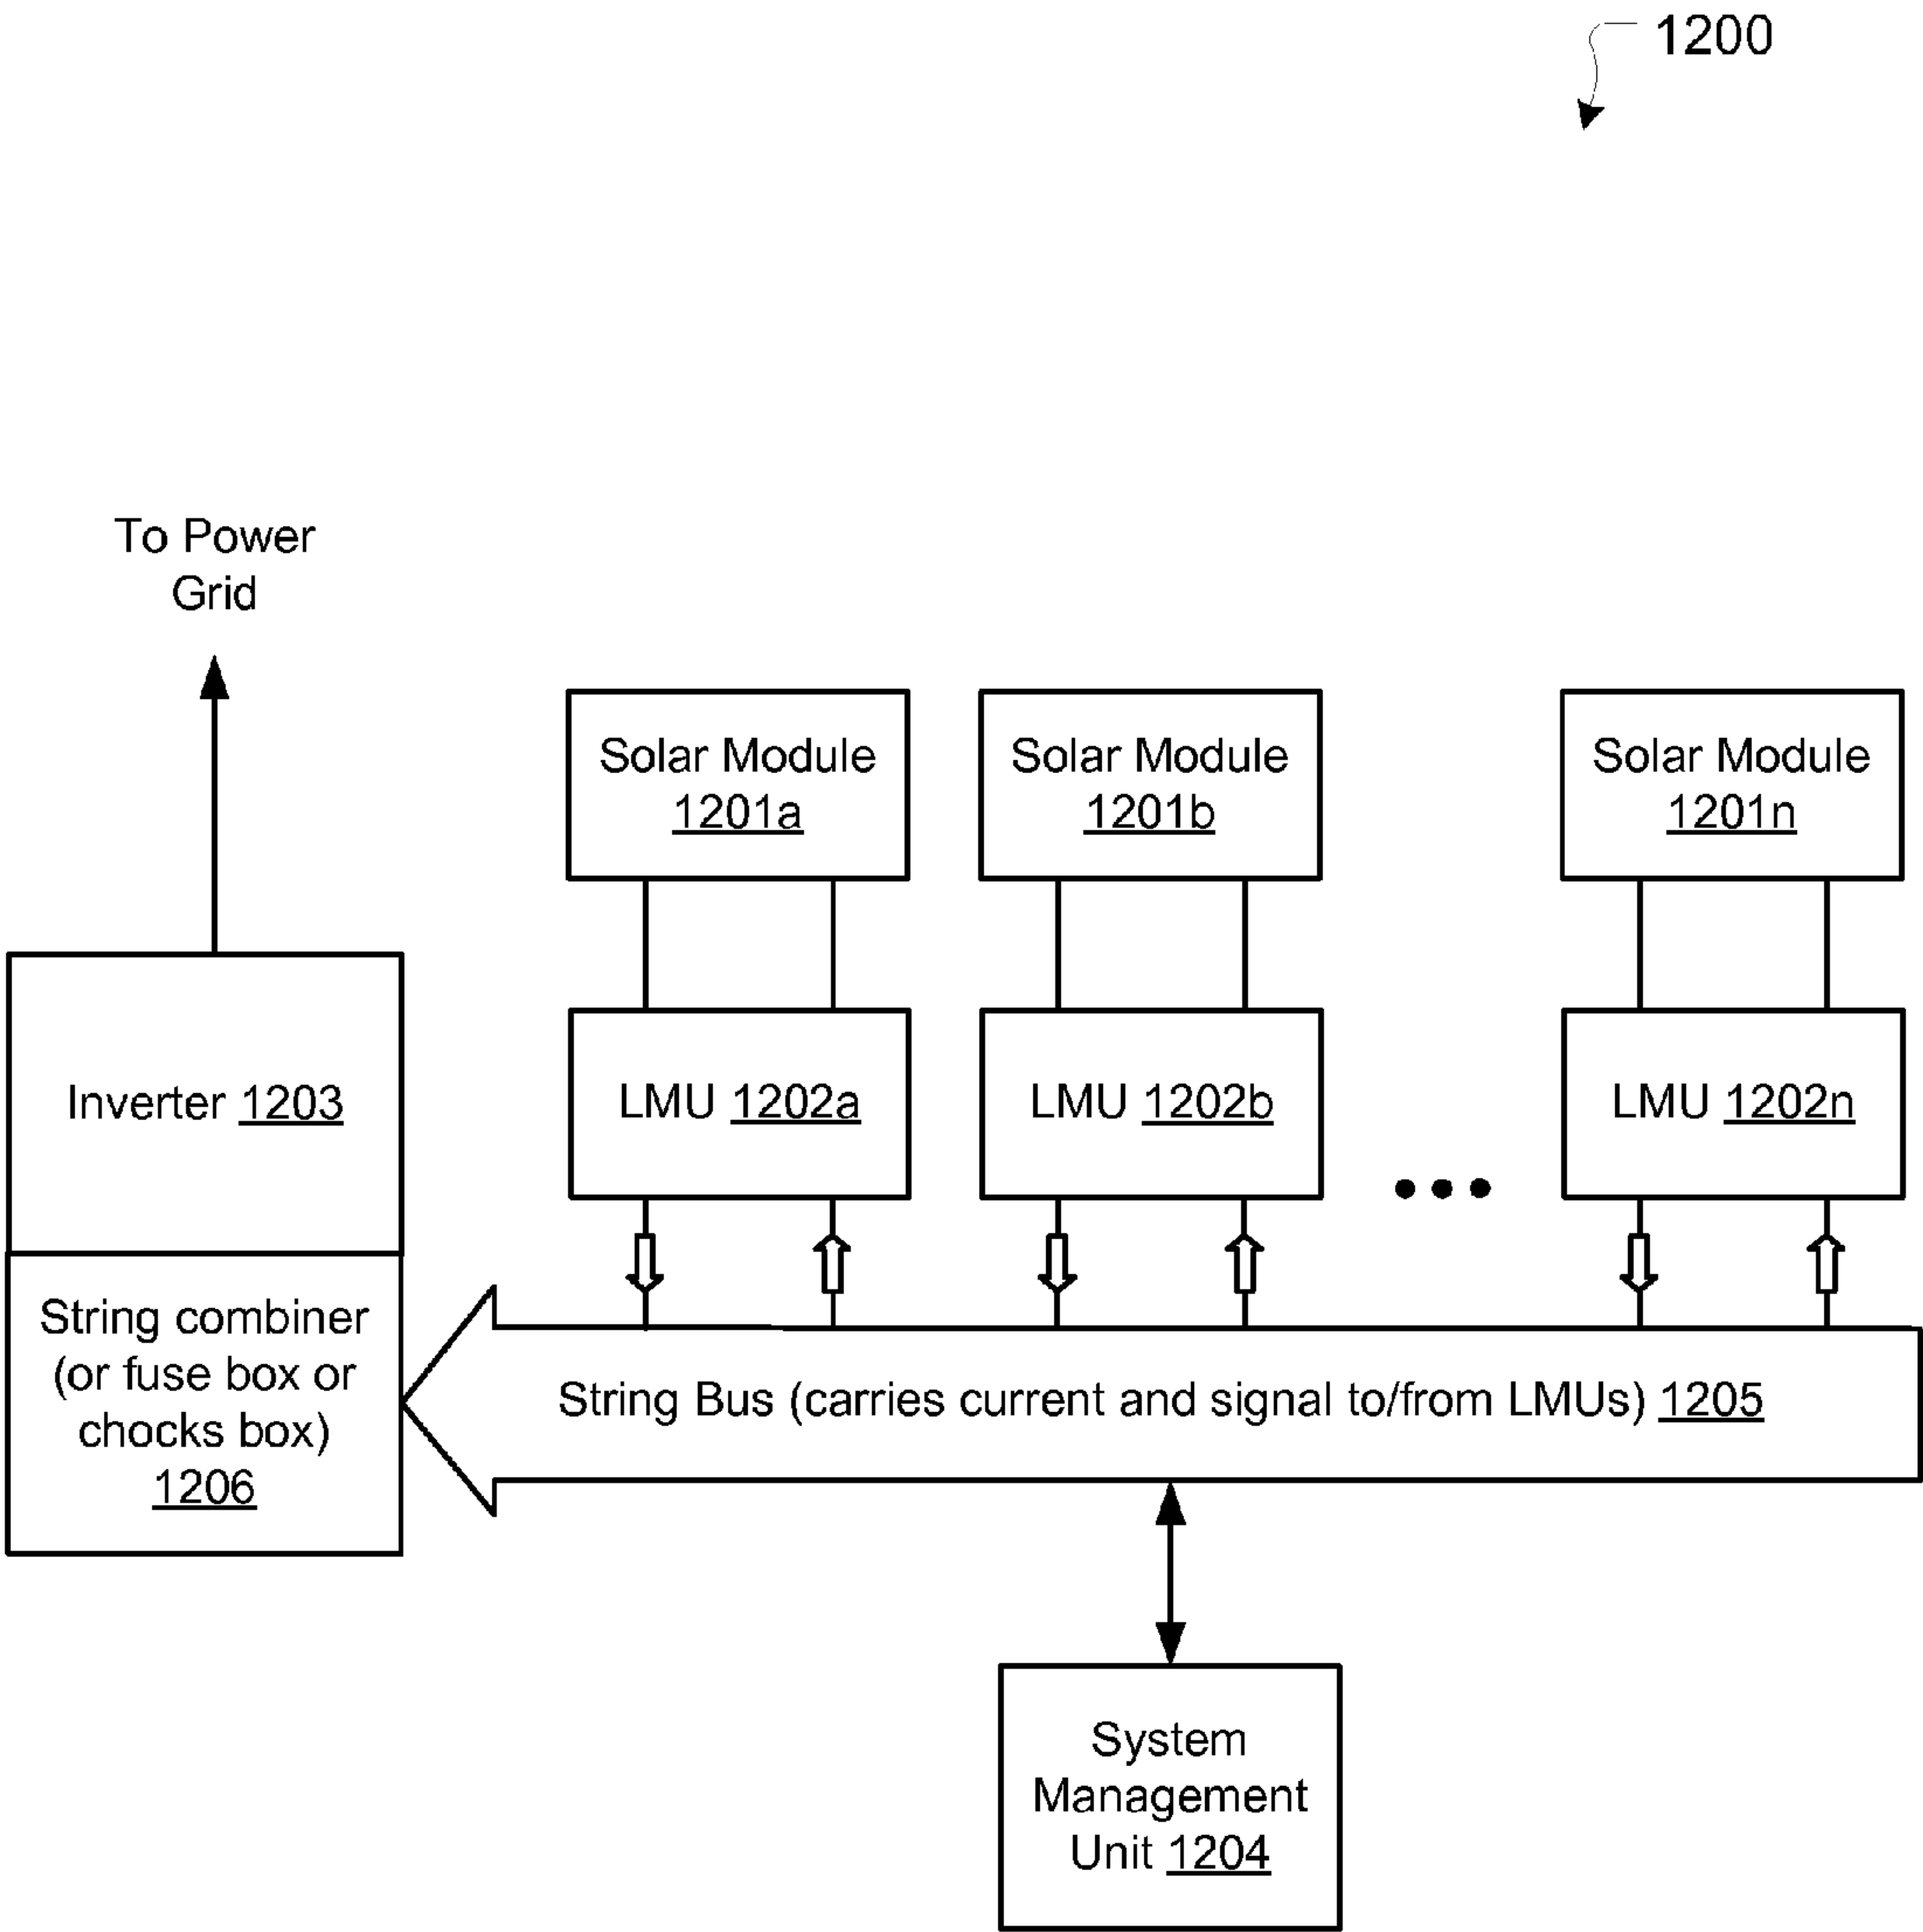 1200
To Power
Grid
Solar Module
1201a
Solar Module
1201b
Solar Module
1201n
Inverter 1203
LMU 1202a
LMU 1202b
LMU 1202n
String combiner
(or fuse box or
chocks box)
1206
String Bus (carries current and signal to/from LMUs) 1205
System
Management
Unit 1204